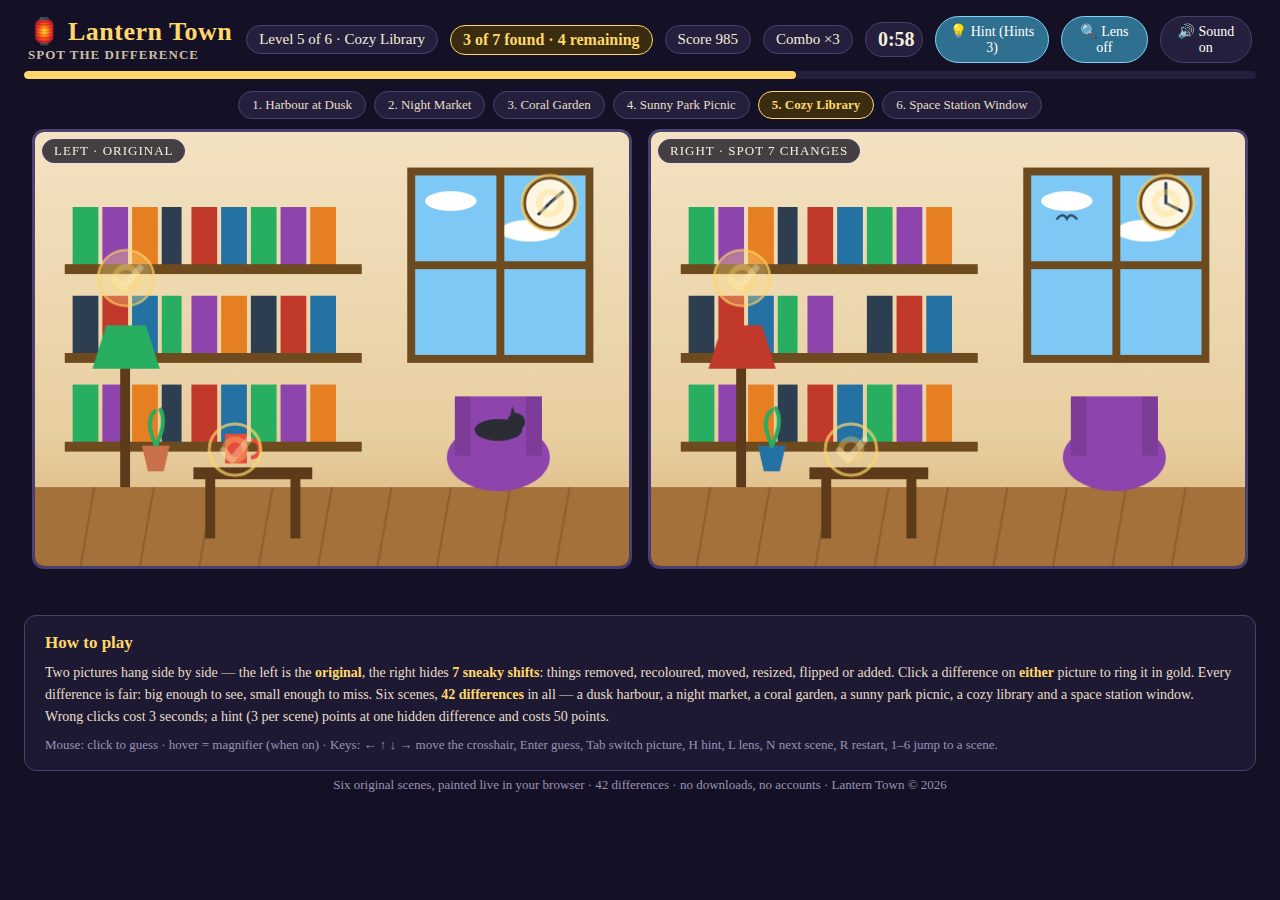 🏮 Lantern Town
SPOT THE DIFFERENCE
Level 5 of 6 · Cozy Library
3 of 7 found · 4 remaining
Score 985
Combo ×3
0:58
💡 Hint (Hints
3)
🔍 Lens
off
🔊 Sound
on
1. Harbour at Dusk
2. Night Market
3. Coral Garden
4. Sunny Park Picnic
5. Cozy Library
6. Space Station Window
LEFT · ORIGINAL
RIGHT · SPOT 7 CHANGES
How to play
Two pictures hang side by side — the left is the original, the right hides 7 sneaky shifts: things removed, recoloured, moved, resized, flipped or added. Click a difference on either picture to ring it in gold. Every
difference is fair: big enough to see, small enough to miss. Six scenes, 42 differences in all — a dusk harbour, a night market, a coral garden, a sunny park picnic, a cozy library and a space station window.
Wrong clicks cost 3 seconds; a hint (3 per scene) points at one hidden difference and costs 50 points.
Mouse: click to guess · hover = magnifier (when on) · Keys: ← ↑ ↓ → move the crosshair, Enter guess, Tab switch picture, H hint, L lens, N next scene, R restart, 1–6 jump to a scene.
Six original scenes, painted live in your browser · 42 differences · no downloads, no accounts · Lantern Town © 2026